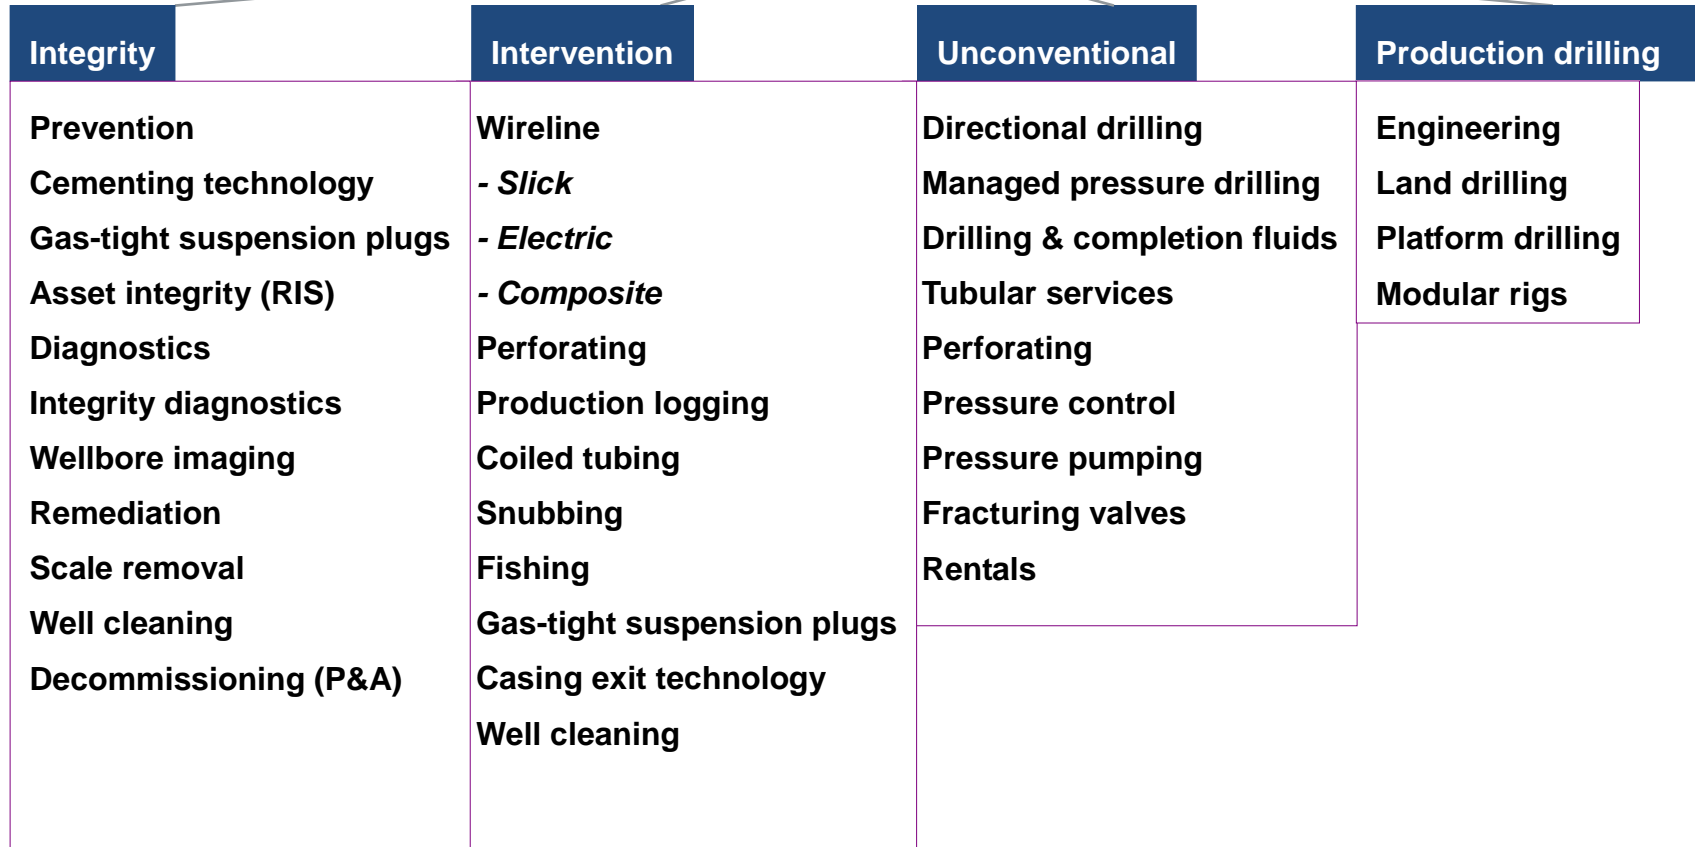 Integrity
Prevention
Cementing technology
Gas-tight suspension plugs
Asset integrity (RIS)
Diagnostics
Integrity diagnostics
Wellbore imaging
Remediation
Scale removal
Well cleaning
Decommissioning (P&A)
Intervention
Wireline
- Slick
- Electric
- Composite
Perforating
Production logging
Coiled tubing
Snubbing
Fishing
Gas-tight suspension plugs
Casing exit technology
Well cleaning
Unconventional
Directional drilling
Managed pressure drilling
Drilling & completion fluids
Tubular services
Perforating
Pressure control
Pressure pumping
Fracturing valves
Rentals
Production drilling
Engineering
Land drilling
Platform drilling
Modular rigs